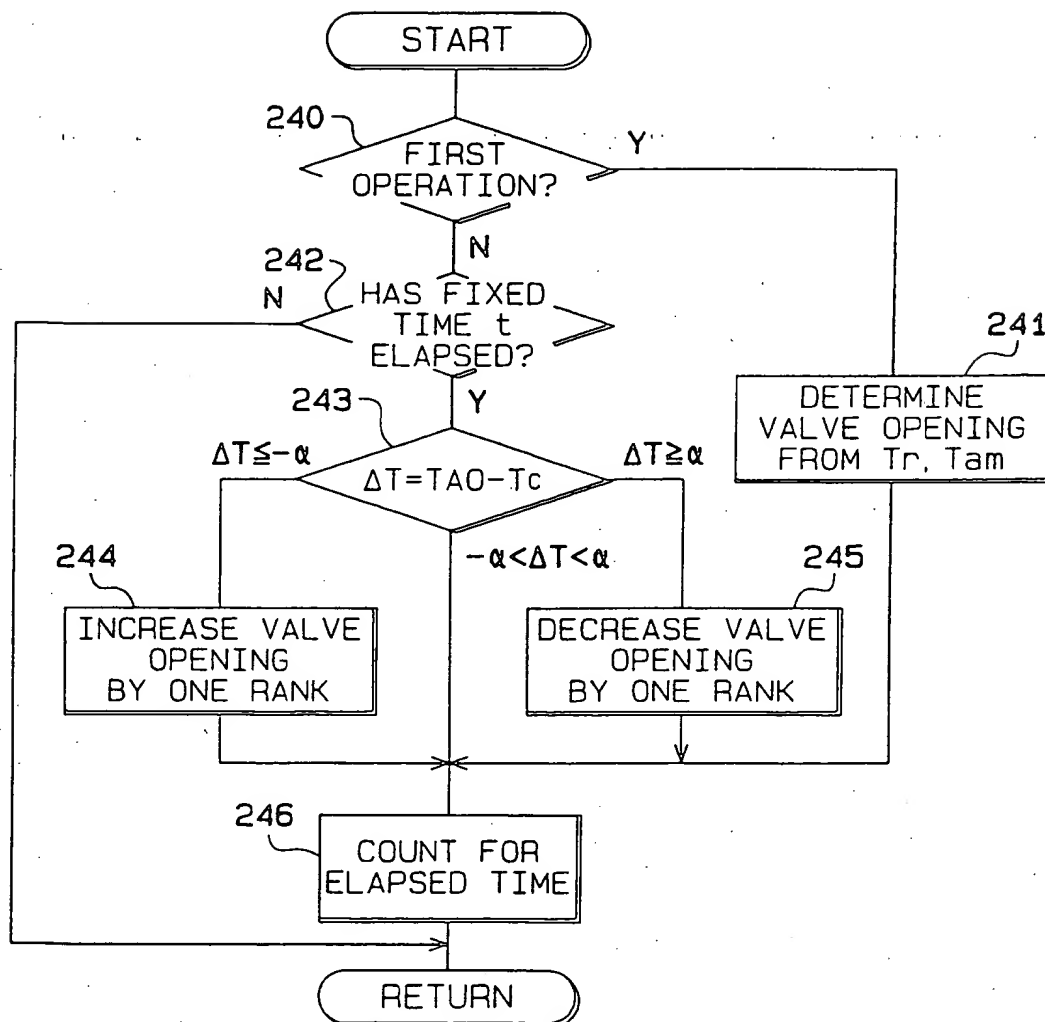 START
240
FIRST
OPERATION?
Y
N
242
N
HAS FIXED
TIME t
ELAPSED?
Y
241
DETERMINE
VALVE OPENING
FROM Tr, Tam
243
ΔT≦-α
ΔT=TAO-Tc
ΔT≧α
-α<ΔT<α
244
INCREASE VALVE
OPENING
BY ONE RANK
245
DECREASE VALVE
OPENING
BY ONE RANK
246
COUNT FOR
ELAPSED TIME
RETURN